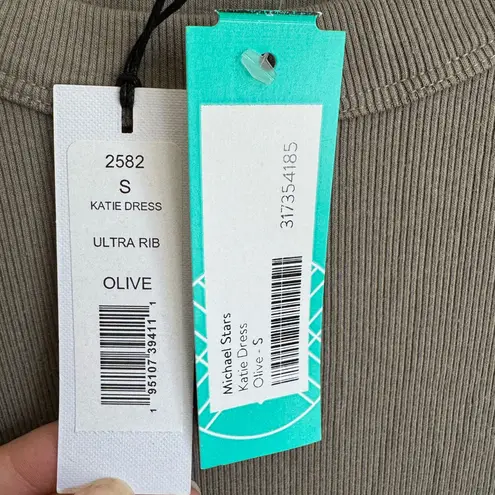 2582
S
KATIE DRESS
ULTRA RIB
OLIVE
1 95107 39411 1
Michael Stars
Katie Dress
Olive - S
317354185